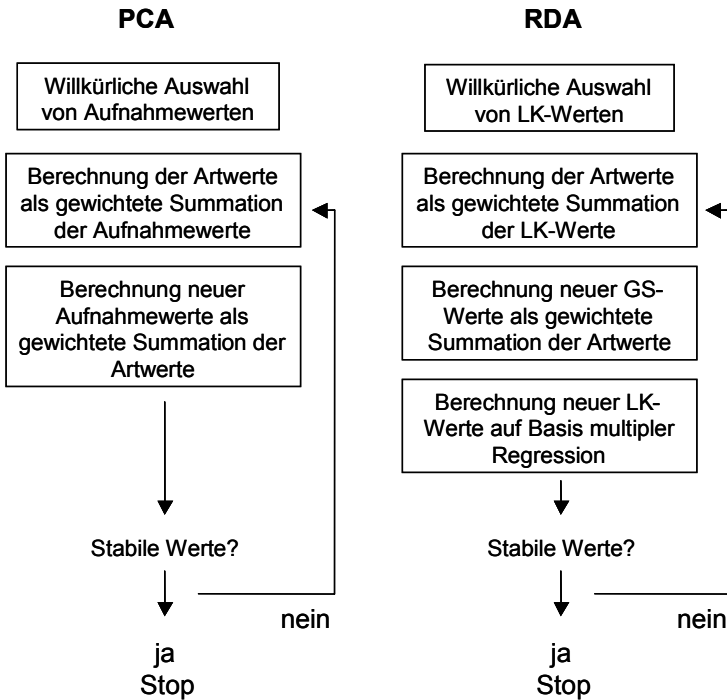 PCA
Willkürliche Auswahl
von Aufnahmewerten
Berechnung der Artwerte
als gewichtete Summation
der Aufnahmewerte
Berechnung neuer
Aufnahmewerte als
gewichtete Summation der
Artwerte
Stabile Werte?
nein
ja
Stop
RDA
Willkürliche Auswahl
von LK-Werten
Berechnung der Artwerte
als gewichtete Summation
der LK-Werte
Berechnung neuer GS-
Werte als gewichtete
Summation der Artwerte
Berechnung neuer LK-
Werte auf Basis multipler
Regression
Stabile Werte?
nein
ja
Stop